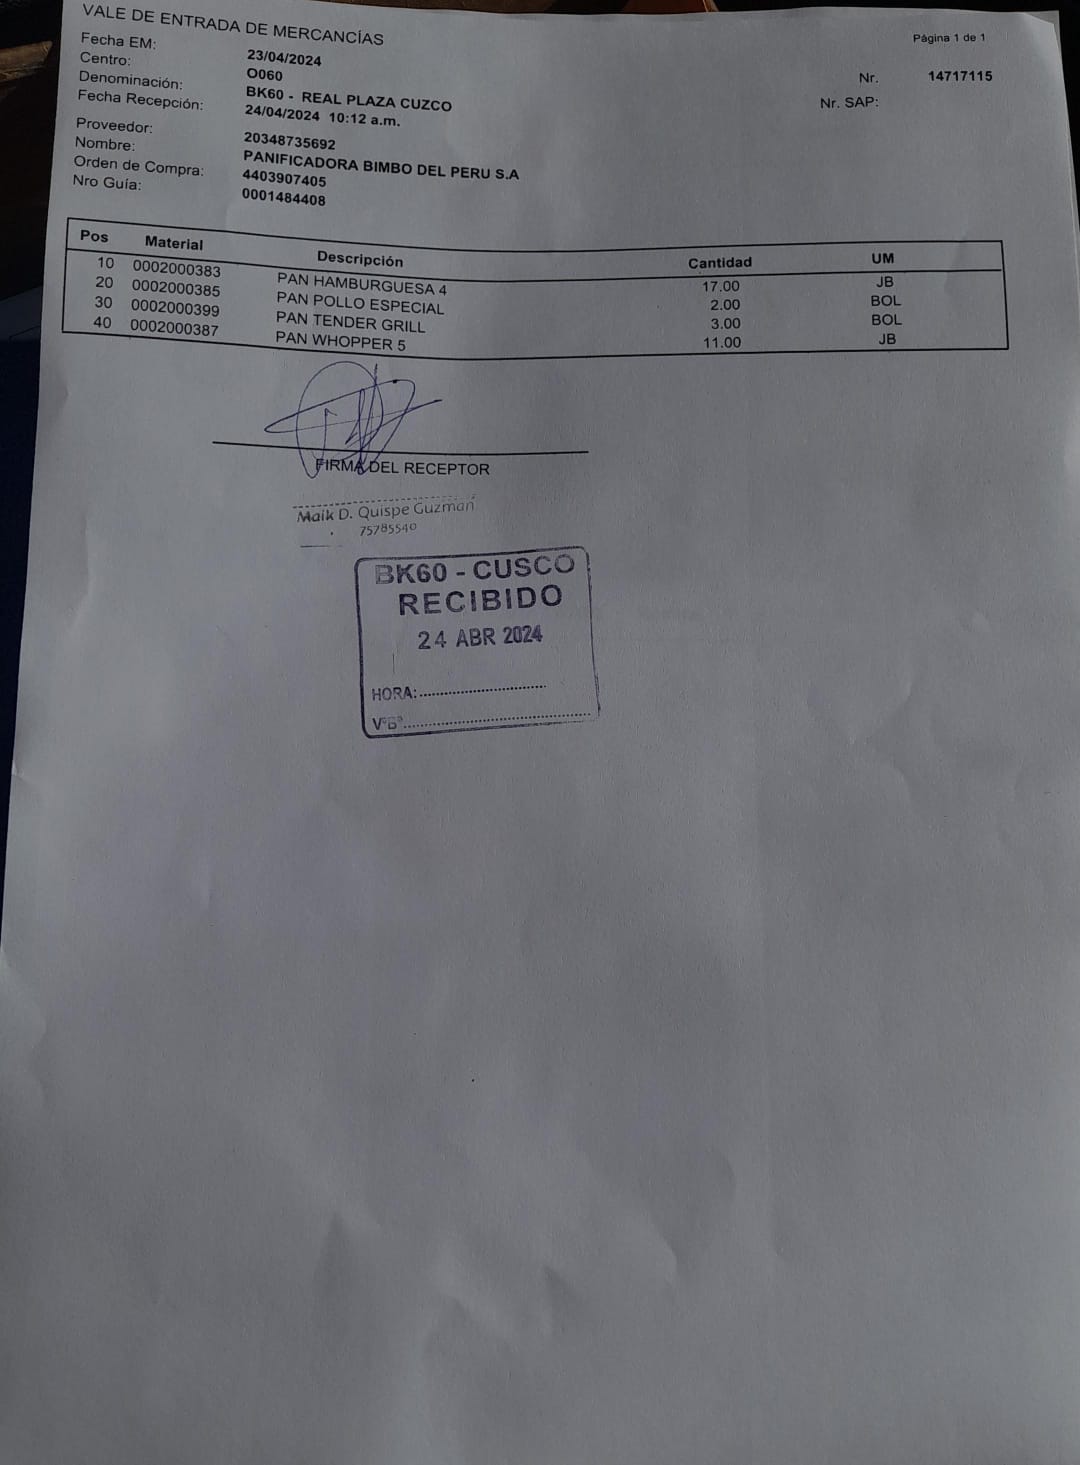 VALE DE ENTRADA DE MERCANCÍAS
Página 1 de 1
Fecha EM: 23/04/2024
Centro: O060
Nr. 14717115
Denominación: BK60 - REAL PLAZA CUZCO
Nr. SAP:
Fecha Recepción: 24/04/2024 10:12 a.m.
Proveedor: 20348735692
Nombre: PANIFICADORA BIMBO DEL PERU S.A
Orden de Compra: 4403907405
Nro Guía: 0001484408
Pos Material Descripción Cantidad UM
10 0002000383 PAN HAMBURGUESA 4 17.00 JB
20 0002000385 PAN POLLO ESPECIAL 2.00 BOL
30 0002000399 PAN TENDER GRILL 3.00 BOL
40 0002000387 PAN WHOPPER 5 11.00 JB
FIRMA DEL RECEPTOR
Maik D. Quispe Guzman
75785540
BK60 - CUSCO
RECIBIDO
24 ABR 2024
HORA:
V°B°